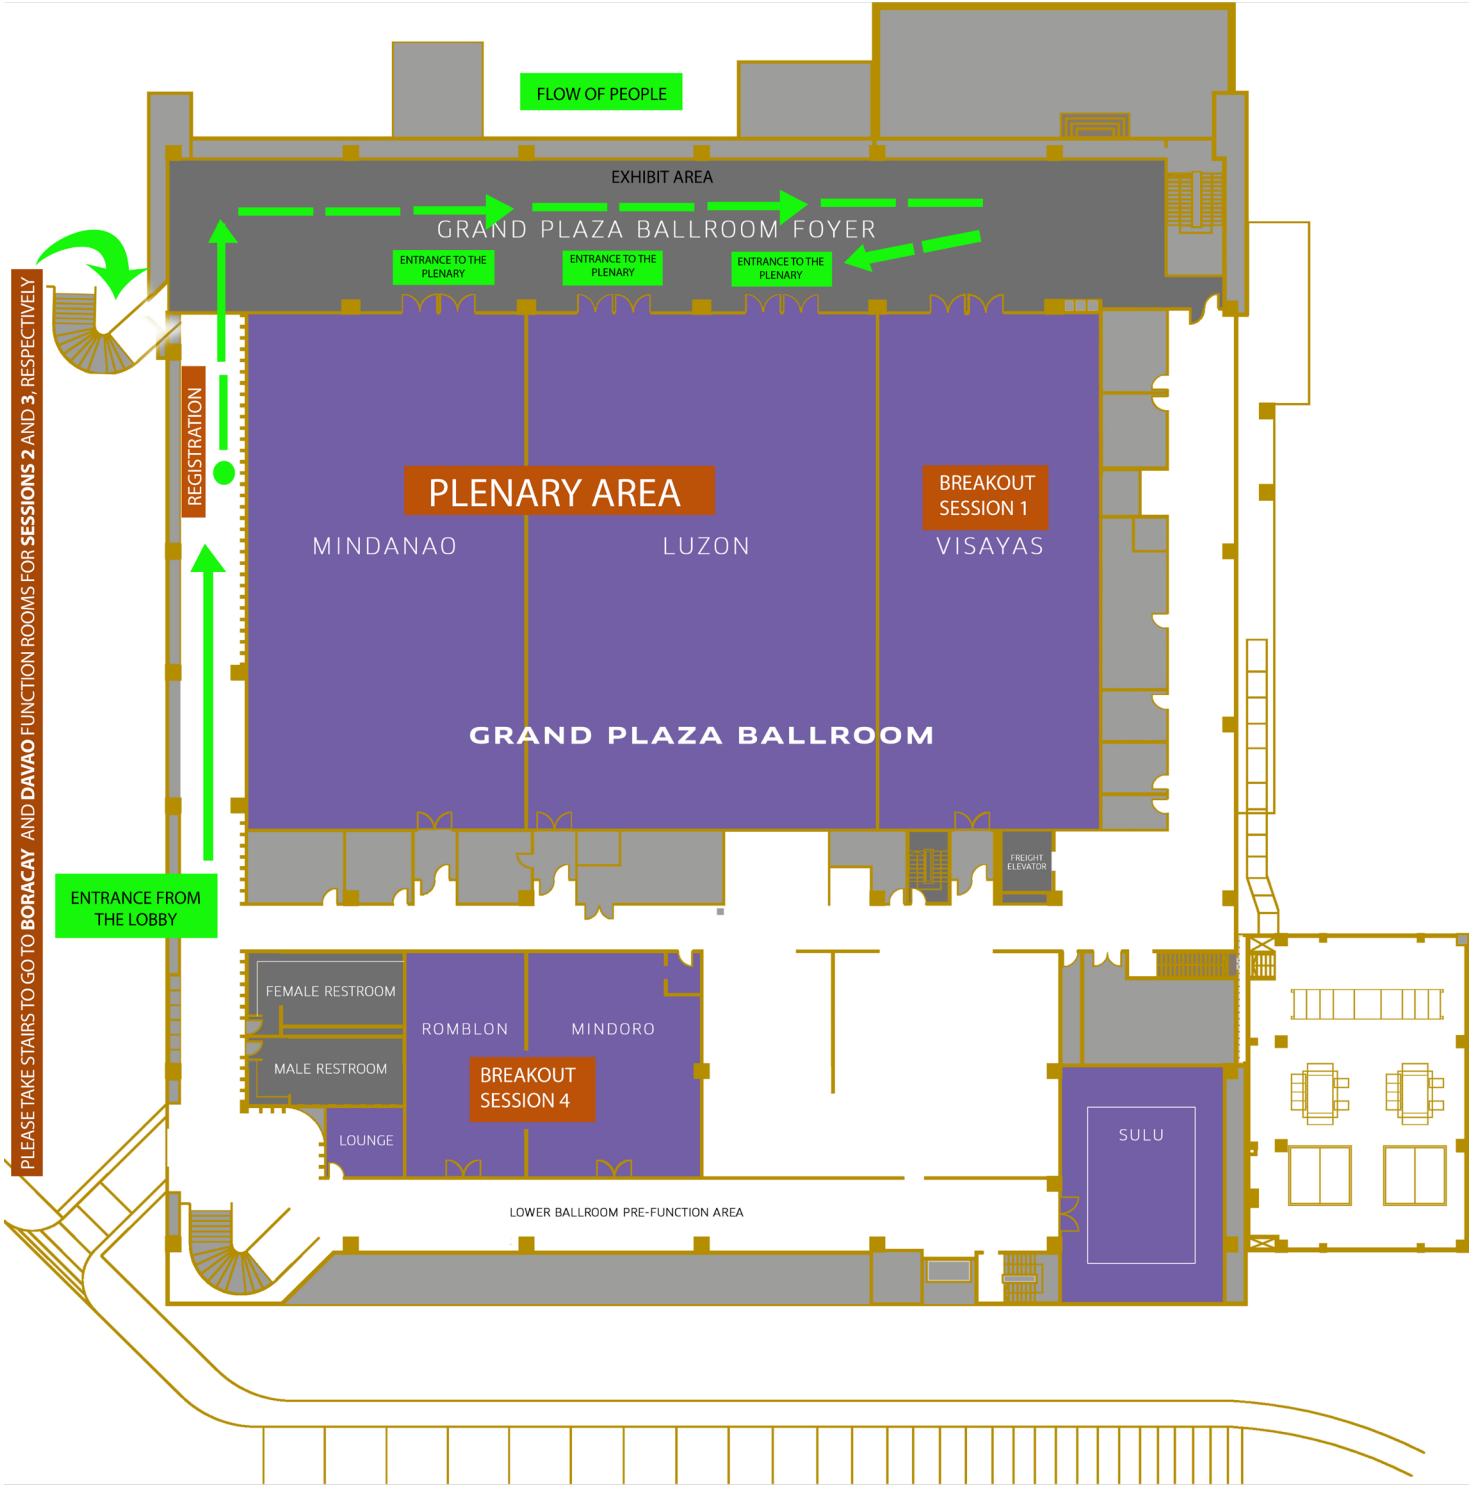 FLOW OF PEOPLE
EXHIBIT AREA
GRAND PLAZA BALLROOM FOYER
ENTRANCE TO THE
PLENARY
ENTRANCE TO THE
PLENARY
ENTRANCE TO THE
PLENARY
PLEASE TAKE STAIRS TO GO TO BORACAY AND DAVAO FUNCTION ROOMS FOR SESSIONS 2 AND 3, RESPECTIVELY
REGISTRATION
PLENARY AREA
BREAKOUT
SESSION 1
MINDANAO
LUZON
VISAYAS
GRAND PLAZA BALLROOM
FREIGHT
ELEVATOR
ENTRANCE FROM
THE LOBBY
FEMALE RESTROOM
ROMBLON
MINDORO
MALE RESTROOM
BREAKOUT
SESSION 4
LOUNGE
SULU
LOWER BALLROOM PRE-FUNCTION AREA